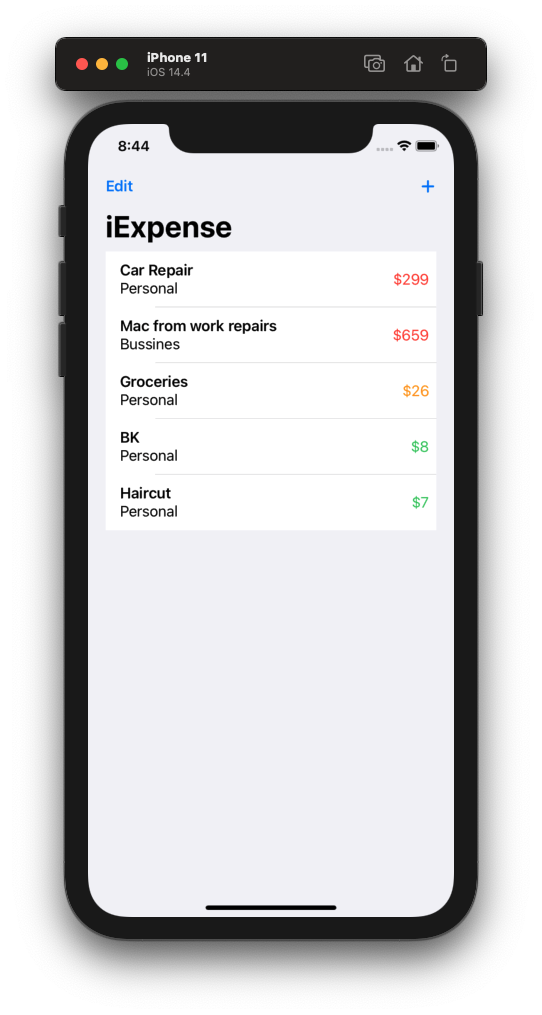 iPhone 11
iOS 14.4
8:44
Edit +
iExpense
Car Repair
Personal
$299
Mac from work repairs
Bussines
$659
Groceries
Personal
$26
BK
Personal
$8
Haircut
Personal
$7